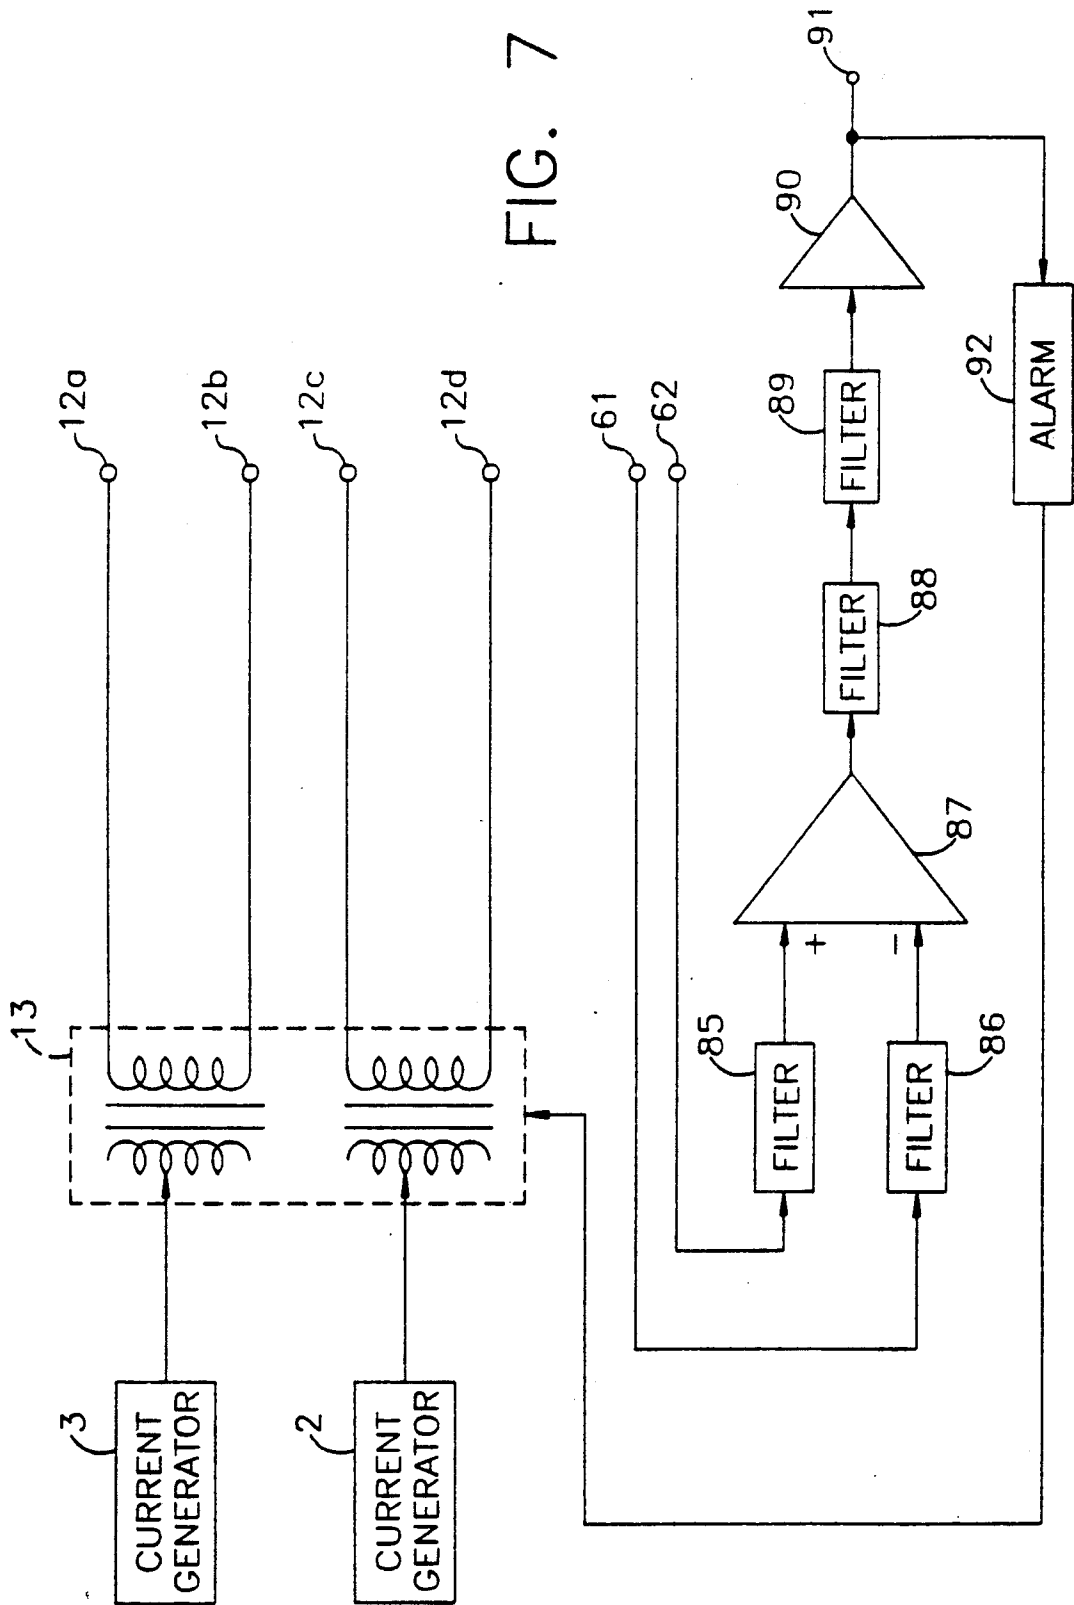 FIG. 7
3
CURRENT
GENERATOR
2
CURRENT
GENERATOR
13
12a
12b
12c
12d
61
62
85
FILTER
86
FILTER
+
−
87
88
FILTER
89
FILTER
90
91
92
ALARM